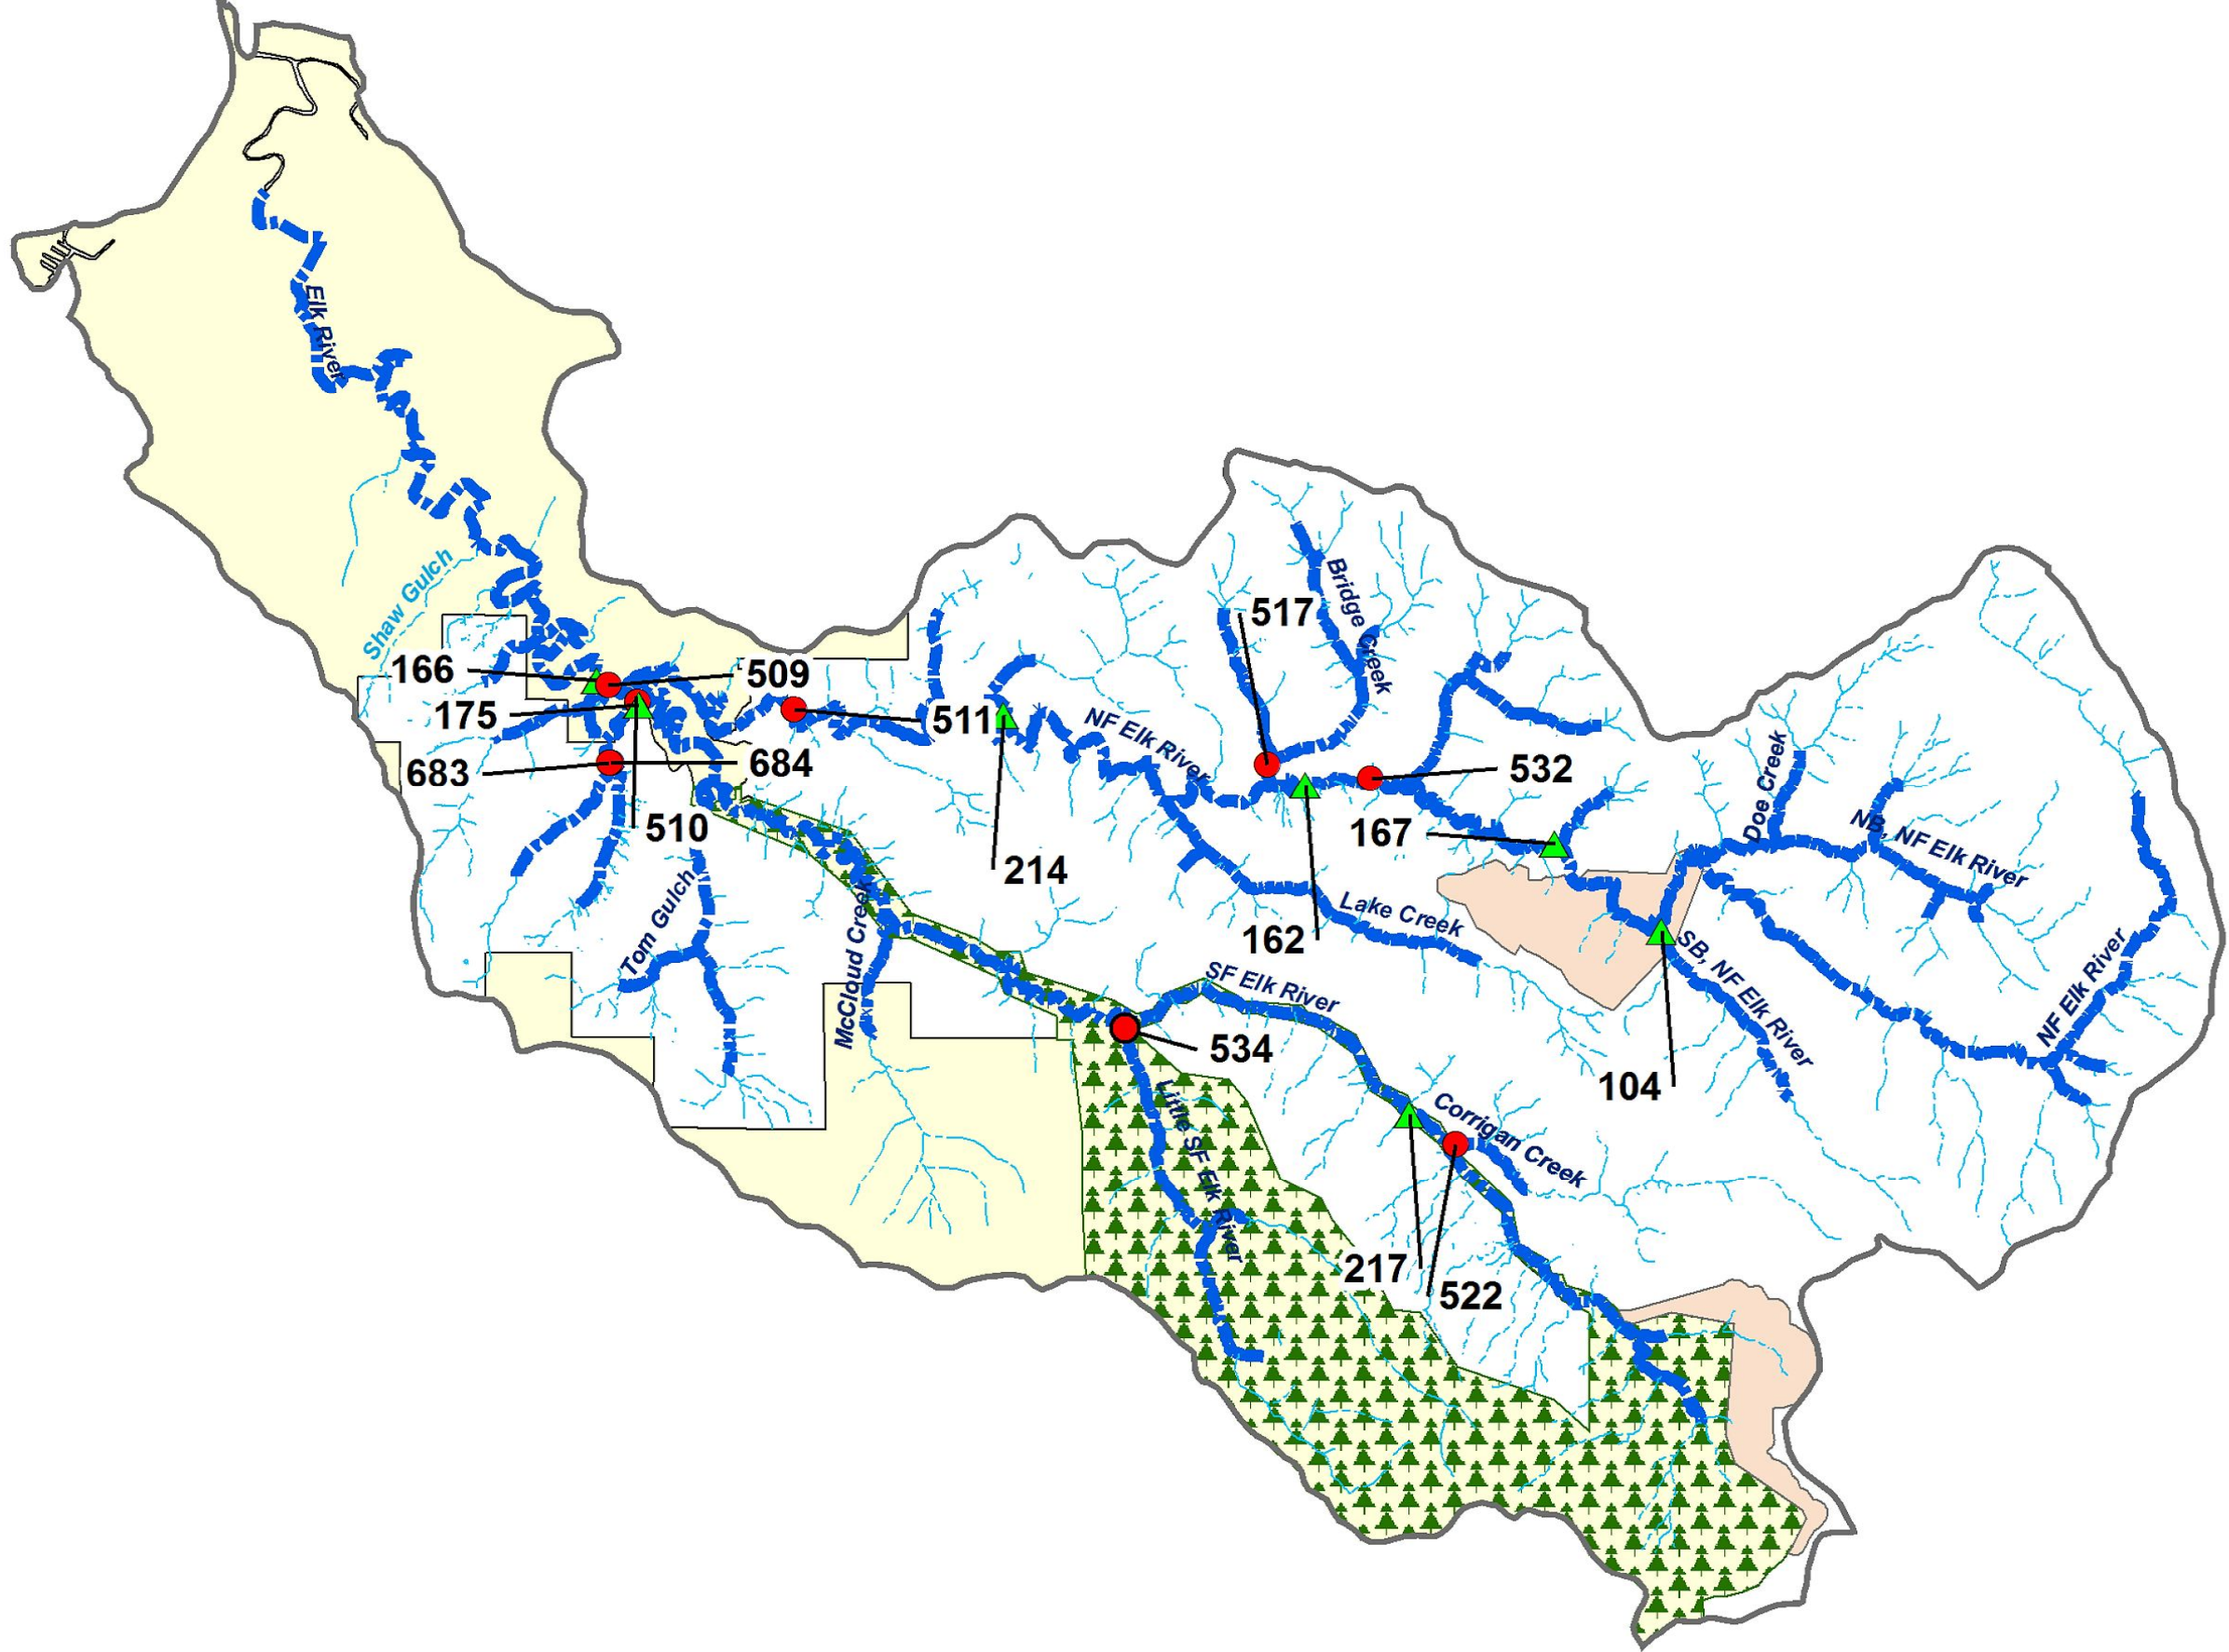 Elk River
Shaw Gulch
517
Bridge Creek
166
509
175
511
NF Elk River
683
684
532
510
167
Doe Creek
NB, NF Elk River
214
Tom Gulch
McCloud Creek
162
Lake Creek
SB, NF Elk River
NF Elk River
SF Elk River
534
104
Little SF Elk River
Corrigan Creek
217
522